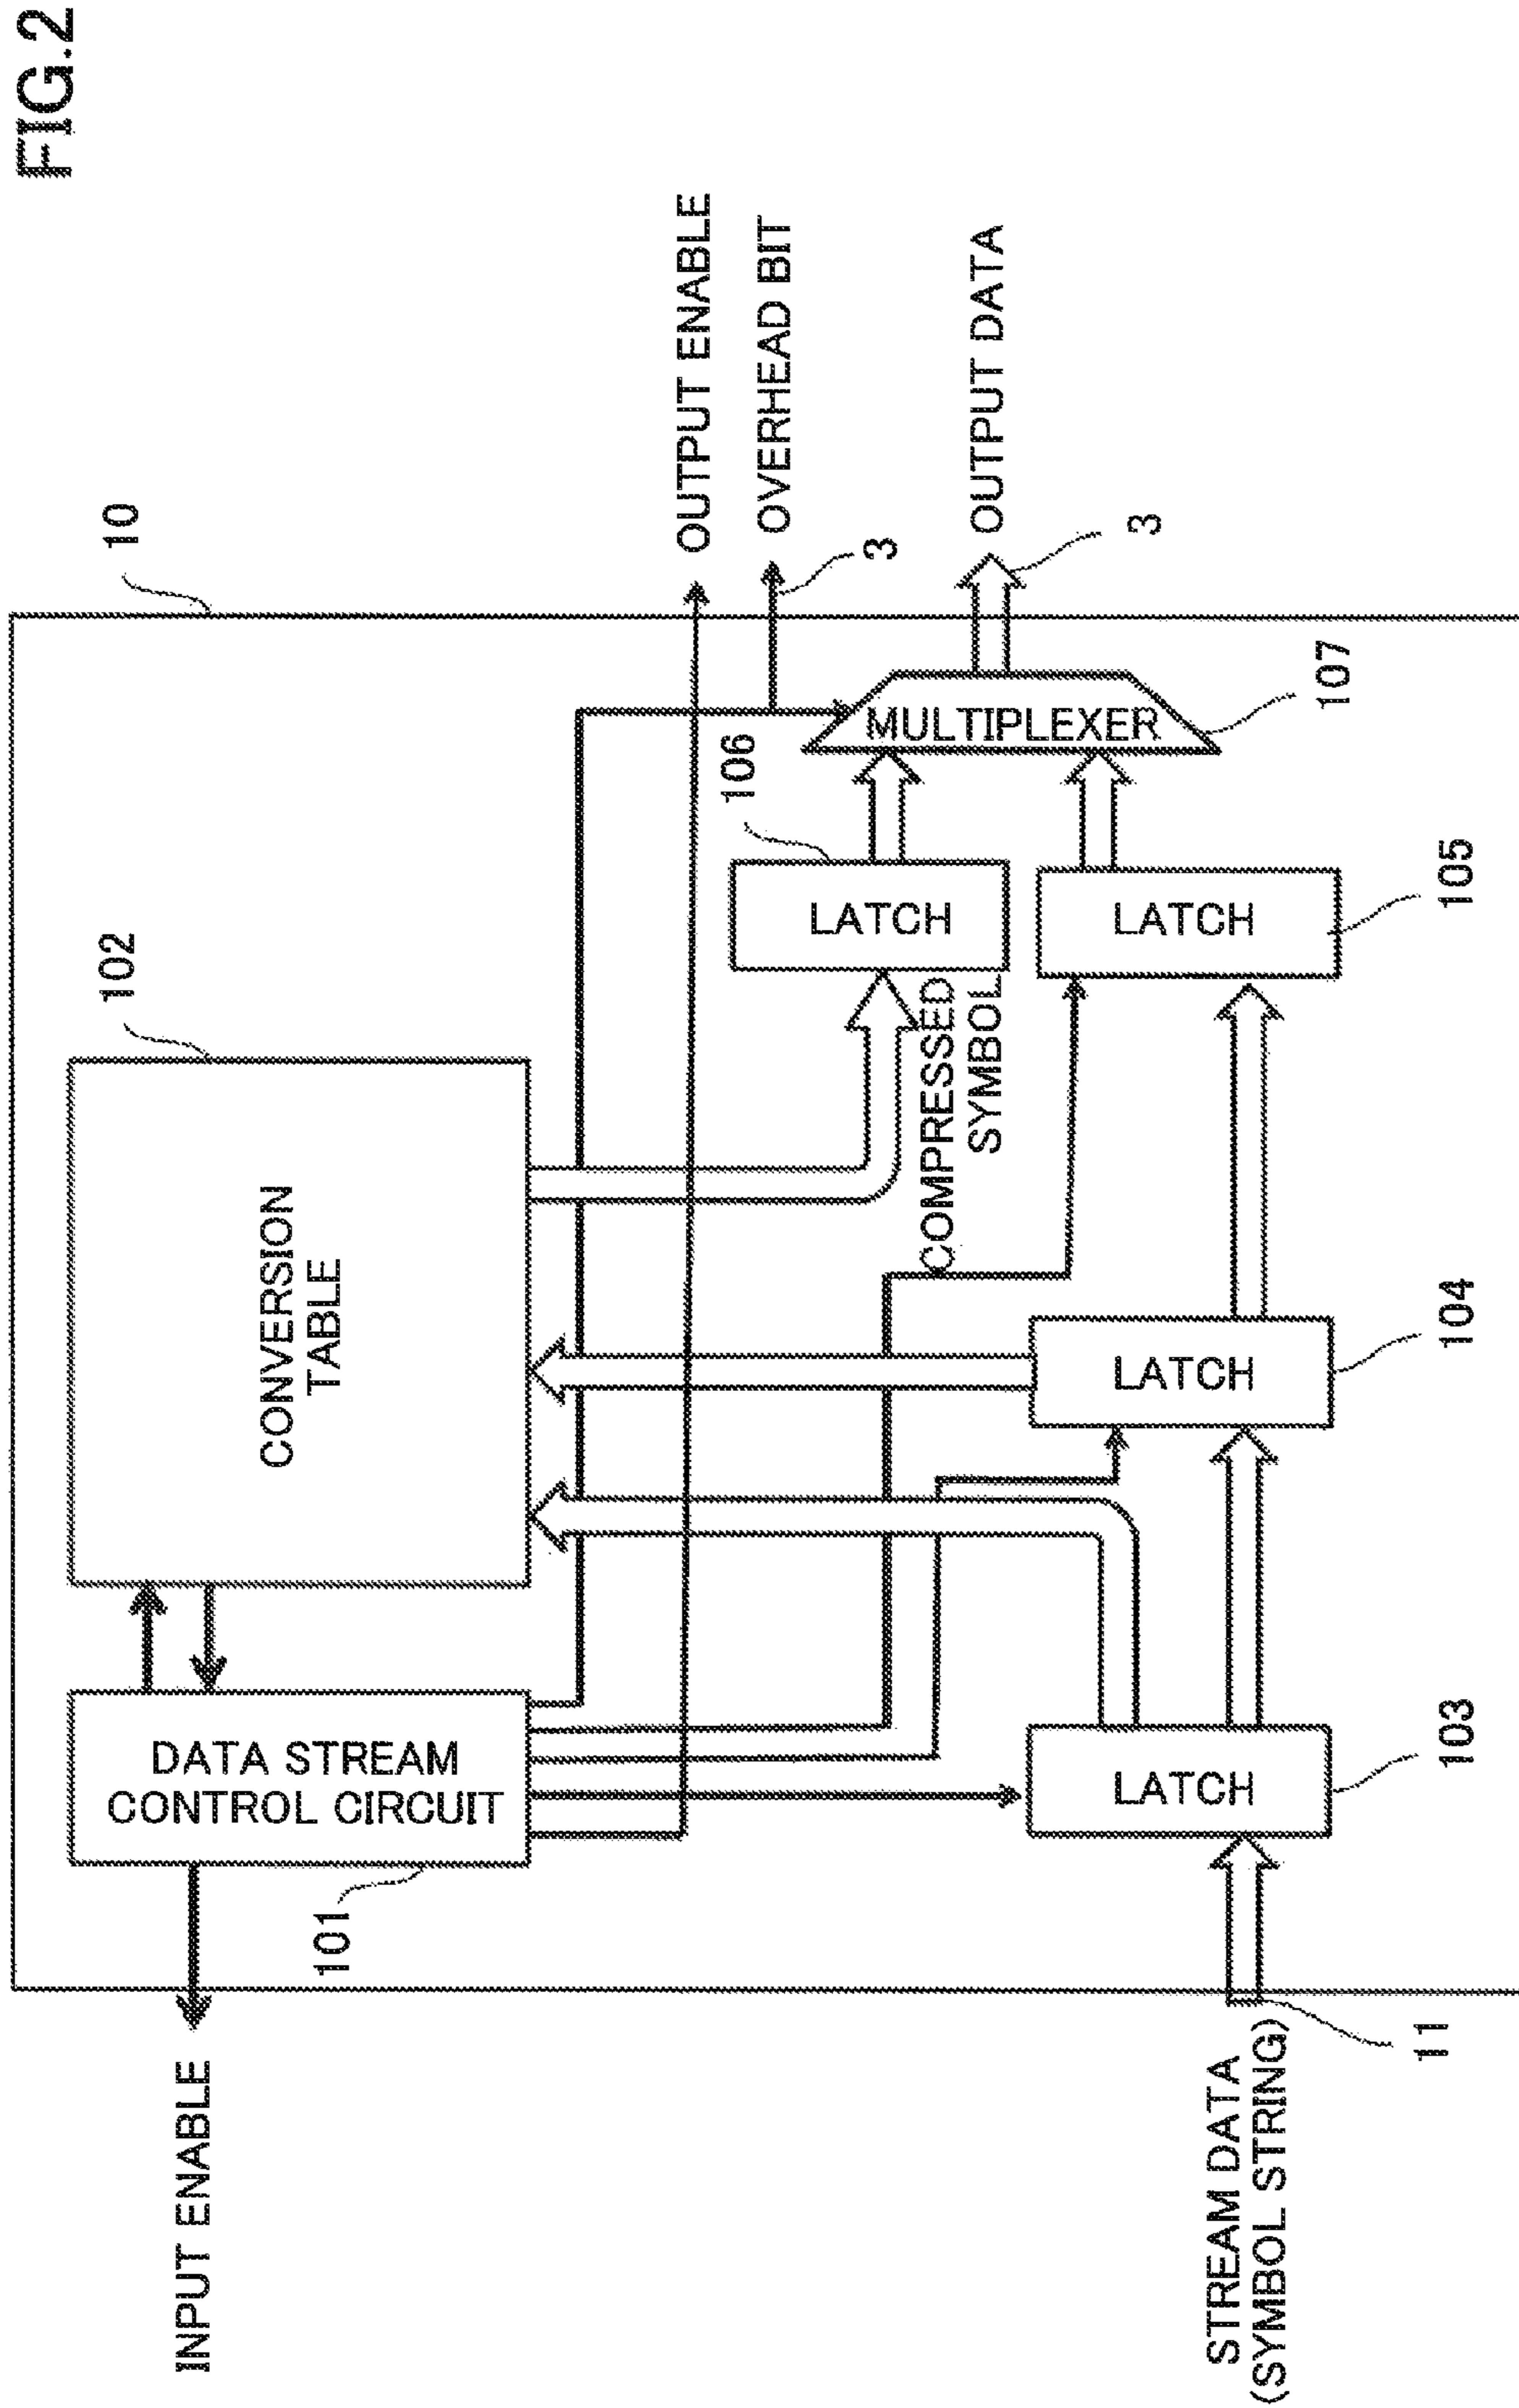 FIG.2
10
102
CONVERSION
TABLE
DATA STREAM
CONTROL CIRCUIT
101
INPUT ENABLE
OUTPUT ENABLE
OVERHEAD BIT
3
OUTPUT DATA
3
106
LATCH
MULTIPLEXER
107
COMPRESSED
SYMBOL
LATCH
105
LATCH
104
LATCH
103
STREAM DATA
(SYMBOL STRING)
11